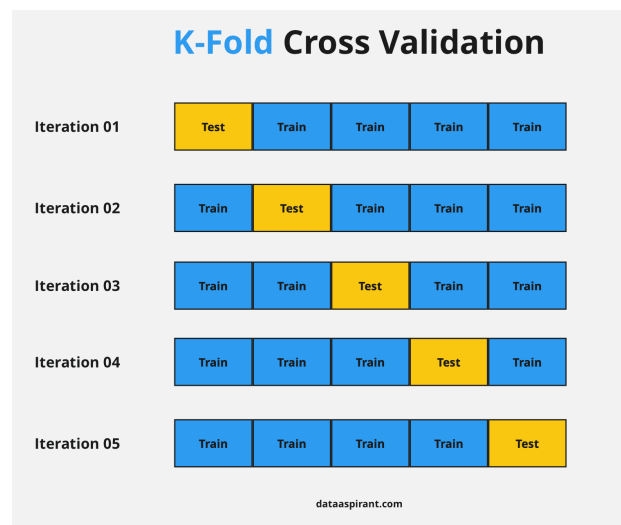 K-Fold Cross Validation
Iteration 01 Test Train Train Train Train
Iteration 02 Train Test Train Train Train
Iteration 03 Train Train Test Train Train
Iteration 04 Train Train Train Test Train
Iteration 05 Train Train Train Train Test
dataaspirant.com